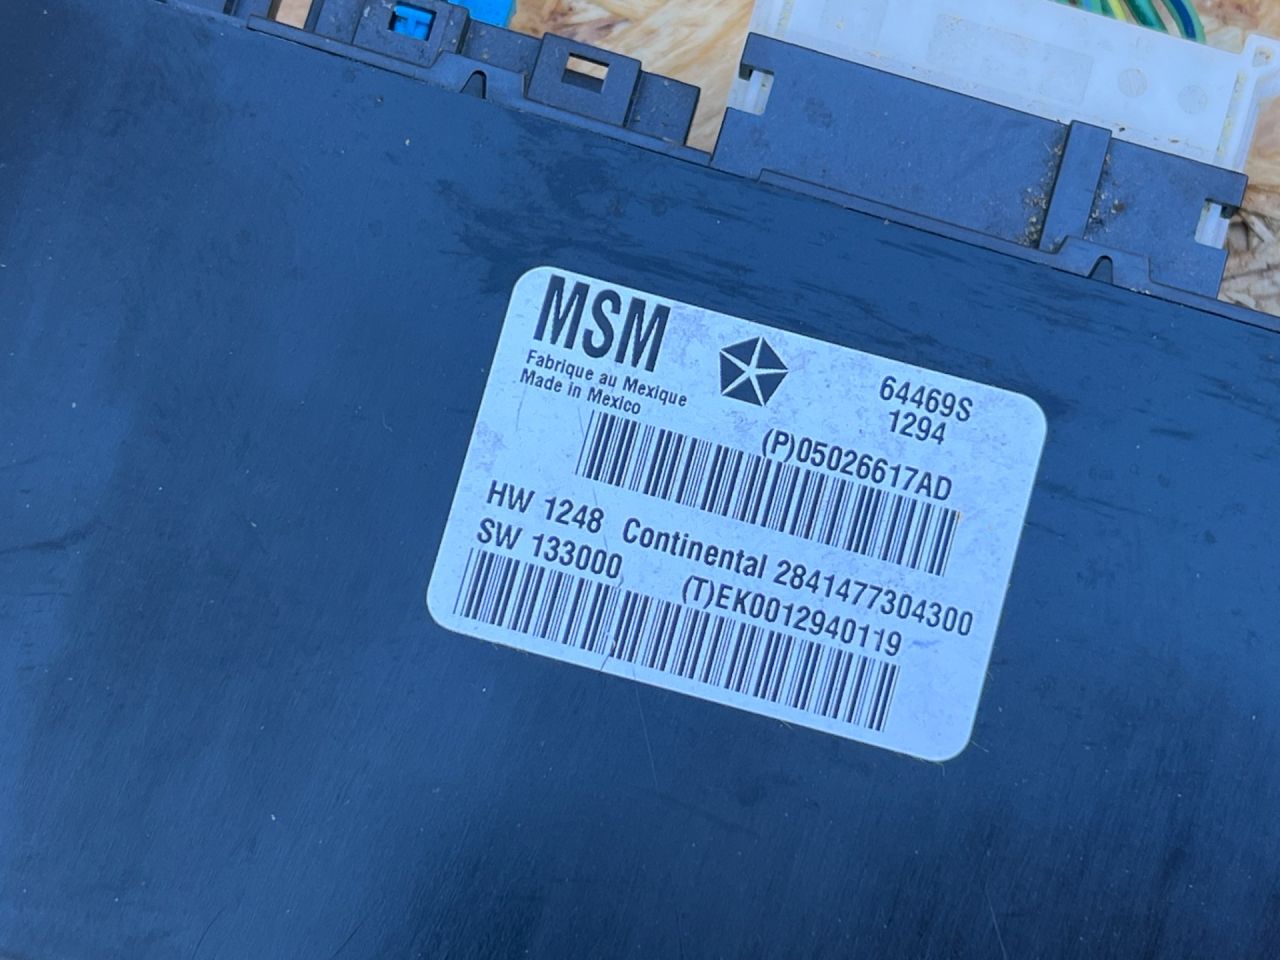 MSM
Fabrique au Mexique
Made in Mexico
64469S
1294
(P)05026617AD
HW 1248 Continental 2841477304300
SW 133000 (T)EK0012940119